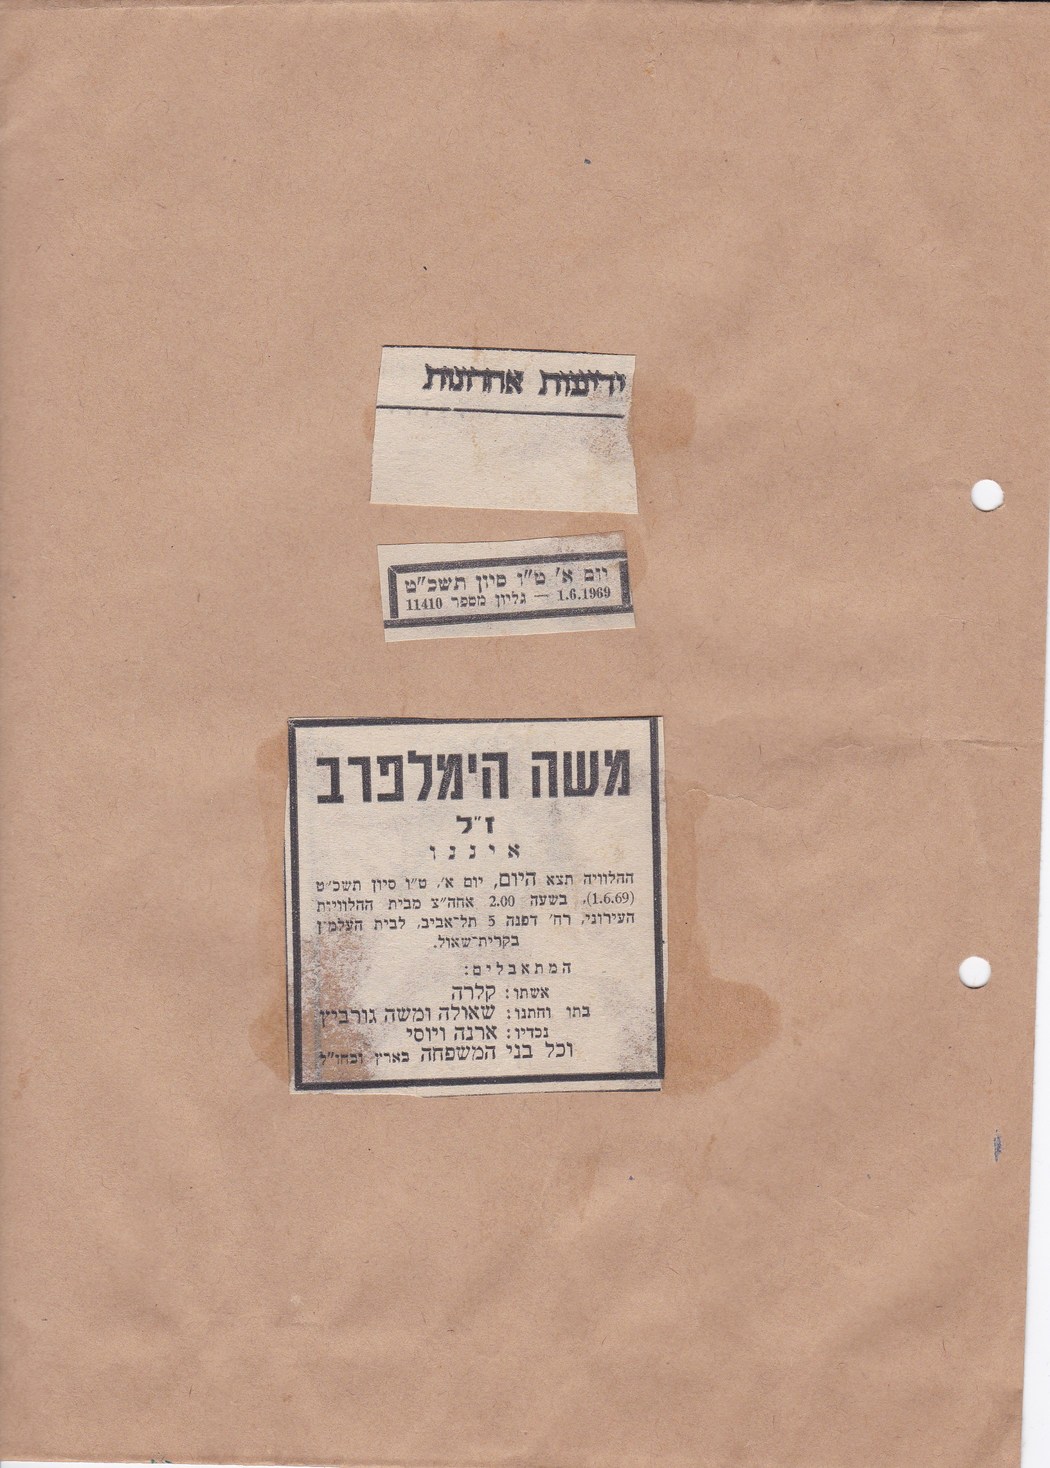 ידיעות אחרונות
יום א' ט"ו סיון תשכ"ט
1.6.1969 — גליון מספר 11410
משה הימלפרב
ז"ל
איננו
ההלוויה תצא היום, יום א', ט"ו סיון תשכ"ט
(1.6.69), בשעה 2.00 אחה"צ מבית ההלוויות
העירוני, רח' דפנה 5 תל־אביב, לבית העלמין
בקרית־שאול.
המתאבלים:
אשתו: קלרה
בתו וחתנו: שאולה ומשה גורביץ
נכדיו: ארנה ויוסי
וכל בני המשפחה בארץ ובחו"ל